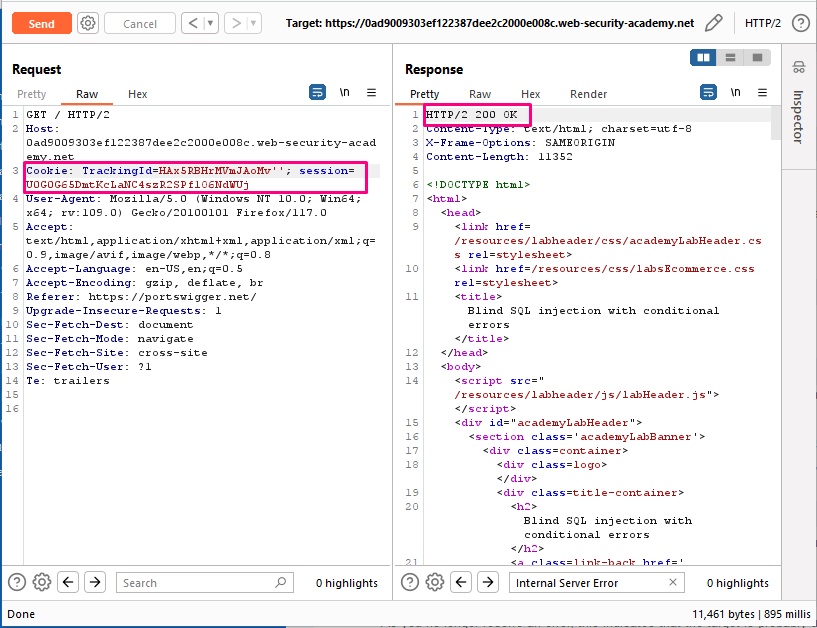 Send
Cancel
< ▼
> ▼
Target: https://0ad9009303ef122387dee2c2000e008c.web-security-academy.net
HTTP/2
?
Request
Pretty Raw Hex
\n
1 GET / HTTP/2
2 Host:
0ad9009303ef122387dee2c2000e008c.web-security-acad
emy.net
3 Cookie: TrackingId=HAx5RBHrMVmJAoMv''; session=
U0G0G65DmtKcLaNC4szR2SPfl06NdWUj
4 User-Agent: Mozilla/5.0 (Windows NT 10.0; Win64;
x64; rv:109.0) Gecko/20100101 Firefox/117.0
5 Accept:
text/html,application/xhtml+xml,application/xml;q=
0.9,image/avif,image/webp,*/*;q=0.8
6 Accept-Language: en-US,en;q=0.5
7 Accept-Encoding: gzip, deflate, br
8 Referer: https://portswigger.net/
9 Upgrade-Insecure-Requests: 1
10 Sec-Fetch-Dest: document
11 Sec-Fetch-Mode: navigate
12 Sec-Fetch-Site: cross-site
13 Sec-Fetch-User: ?1
14 Te: trailers
15
16
? Search
0 highlights
Response
Pretty Raw Hex Render
\n
1 HTTP/2 200 OK
2 Content-Type: text/html; charset=utf-8
3 X-Frame-Options: SAMEORIGIN
4 Content-Length: 11352
5
6 <!DOCTYPE html>
7 <html>
8 <head>
9 <link href=
/resources/labheader/css/academyLabHeader.cs
s rel=stylesheet>
10 <link href=/resources/css/labsEcommerce.css
rel=stylesheet>
11 <title>
Blind SQL injection with conditional
errors
</title>
12 </head>
13 <body>
14 <script src="
/resources/labheader/js/labHeader.js">
</script>
15 <div id="academyLabHeader">
16 <section class='academyLabBanner'>
17 <div class=container>
18 <div class=logo>
</div>
19 <div class=title-container>
20 <h2>
Blind SQL injection with
conditional errors
</h2>
21 <a class=link-back href='
? Internal Server Error
0 highlights
Inspector
Done
11,461 bytes | 895 millis